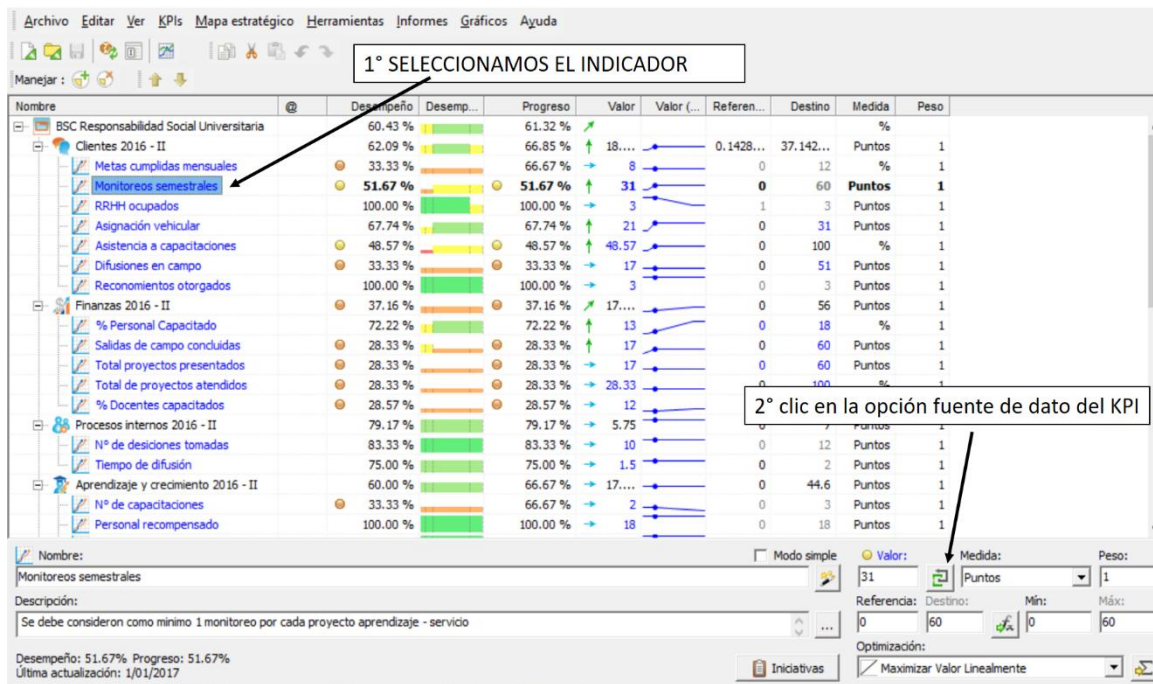 Archivo Editar Ver KPIs Mapa estratégico Herramientas Informes Gráficos Ayuda
1° SELECCIONAMOS EL INDICADOR
Manejar :
Nombre @ Desempeño Desemp... Progreso Valor Valor (... Referen... Destino Medida Peso
BSC Responsabilidad Social Universitaria 60.43 % 61.32 % %
Clientes 2016 - II 62.09 % 66.85 % 18.... 0.1428... 37.142... Puntos 1
Metas cumplidas mensuales 33.33 % 66.67 % 8 0 12 % 1
Monitoreos semestrales 51.67 % 51.67 % 31 0 60 Puntos 1
RRHH ocupados 100.00 % 100.00 % 3 1 3 Puntos 1
Asignación vehicular 67.74 % 67.74 % 21 0 31 Puntos 1
Asistencia a capacitaciones 48.57 % 48.57 % 48.57 0 100 % 1
Difusiones en campo 33.33 % 33.33 % 17 0 51 Puntos 1
Reconomientos otorgados 100.00 % 100.00 % 3 0 3 Puntos 1
Finanzas 2016 - II 37.16 % 37.16 % 17.... 0 56 Puntos 1
% Personal Capacitado 72.22 % 72.22 % 13 0 18 % 1
Salidas de campo concluidas 28.33 % 28.33 % 17 0 60 Puntos 1
Total proyectos presentados 28.33 % 28.33 % 17 0 60 Puntos 1
Total de proyectos atendidos 28.33 % 28.33 % 28.33 0 100 % 1
% Docentes capacitados 28.57 % 28.57 % 12
2° clic en la opción fuente de dato del KPI
Procesos internos 2016 - II 79.17 % 79.17 % 5.75 0 7 Puntos 1
N° de desiciones tomadas 83.33 % 83.33 % 10 0 12 Puntos 1
Tiempo de difusión 75.00 % 75.00 % 1.5 0 2 Puntos 1
Aprendizaje y crecimiento 2016 - II 60.00 % 66.67 % 17.... 0 44.6 Puntos 1
N° de capacitaciones 33.33 % 66.67 % 2 0 3 Puntos 1
Personal recompensado 100.00 % 100.00 % 18 0 18 Puntos 1
Nombre: Modo simple Valor: Medida: Peso:
Monitoreos semestrales 31 Puntos 1
Descripción: Referencia: Destino: Mín: Máx:
Se debe consideron como minimo 1 monitoreo por cada proyecto aprendizaje - servicio ... 0 60 0 60
Optimización:
Desempeño: 51.67% Progreso: 51.67%
Última actualización: 1/01/2017 Iniciativas Maximizar Valor Linealmente